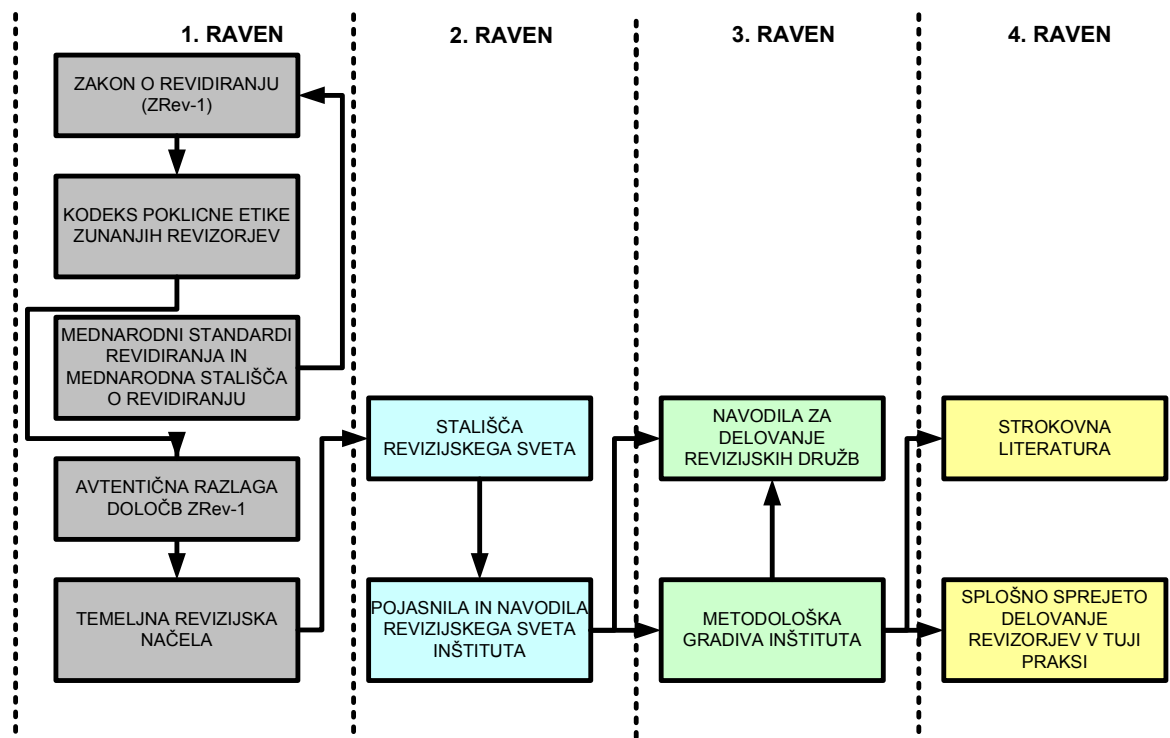 1. RAVEN
2. RAVEN
3. RAVEN
4. RAVEN
ZAKON O REVIDIRANJU
(ZRev-1)
KODEKS POKLICNE ETIKE
ZUNANJIH REVIZORJEV
MEDNARODNI STANDARDI
REVIDIRANJA IN
MEDNARODNA STALIŠČA
O REVIDIRANJU
AVTENTIČNA RAZLAGA
DOLOČB ZRev-1
TEMELJNA REVIZIJSKA
NAČELA
STALIŠČA
REVIZIJSKEGA SVETA
POJASNILA IN NAVODILA
REVIZIJSKEGA SVETA
INŠTITUTA
NAVODILA ZA
DELOVANJE
REVIZIJSKIH DRUŽB
METODOLOŠKA
GRADIVA INŠTITUTA
STROKOVNA
LITERATURA
SPLOŠNO SPREJETO
DELOVANJE
REVIZORJEV V TUJI
PRAKSI